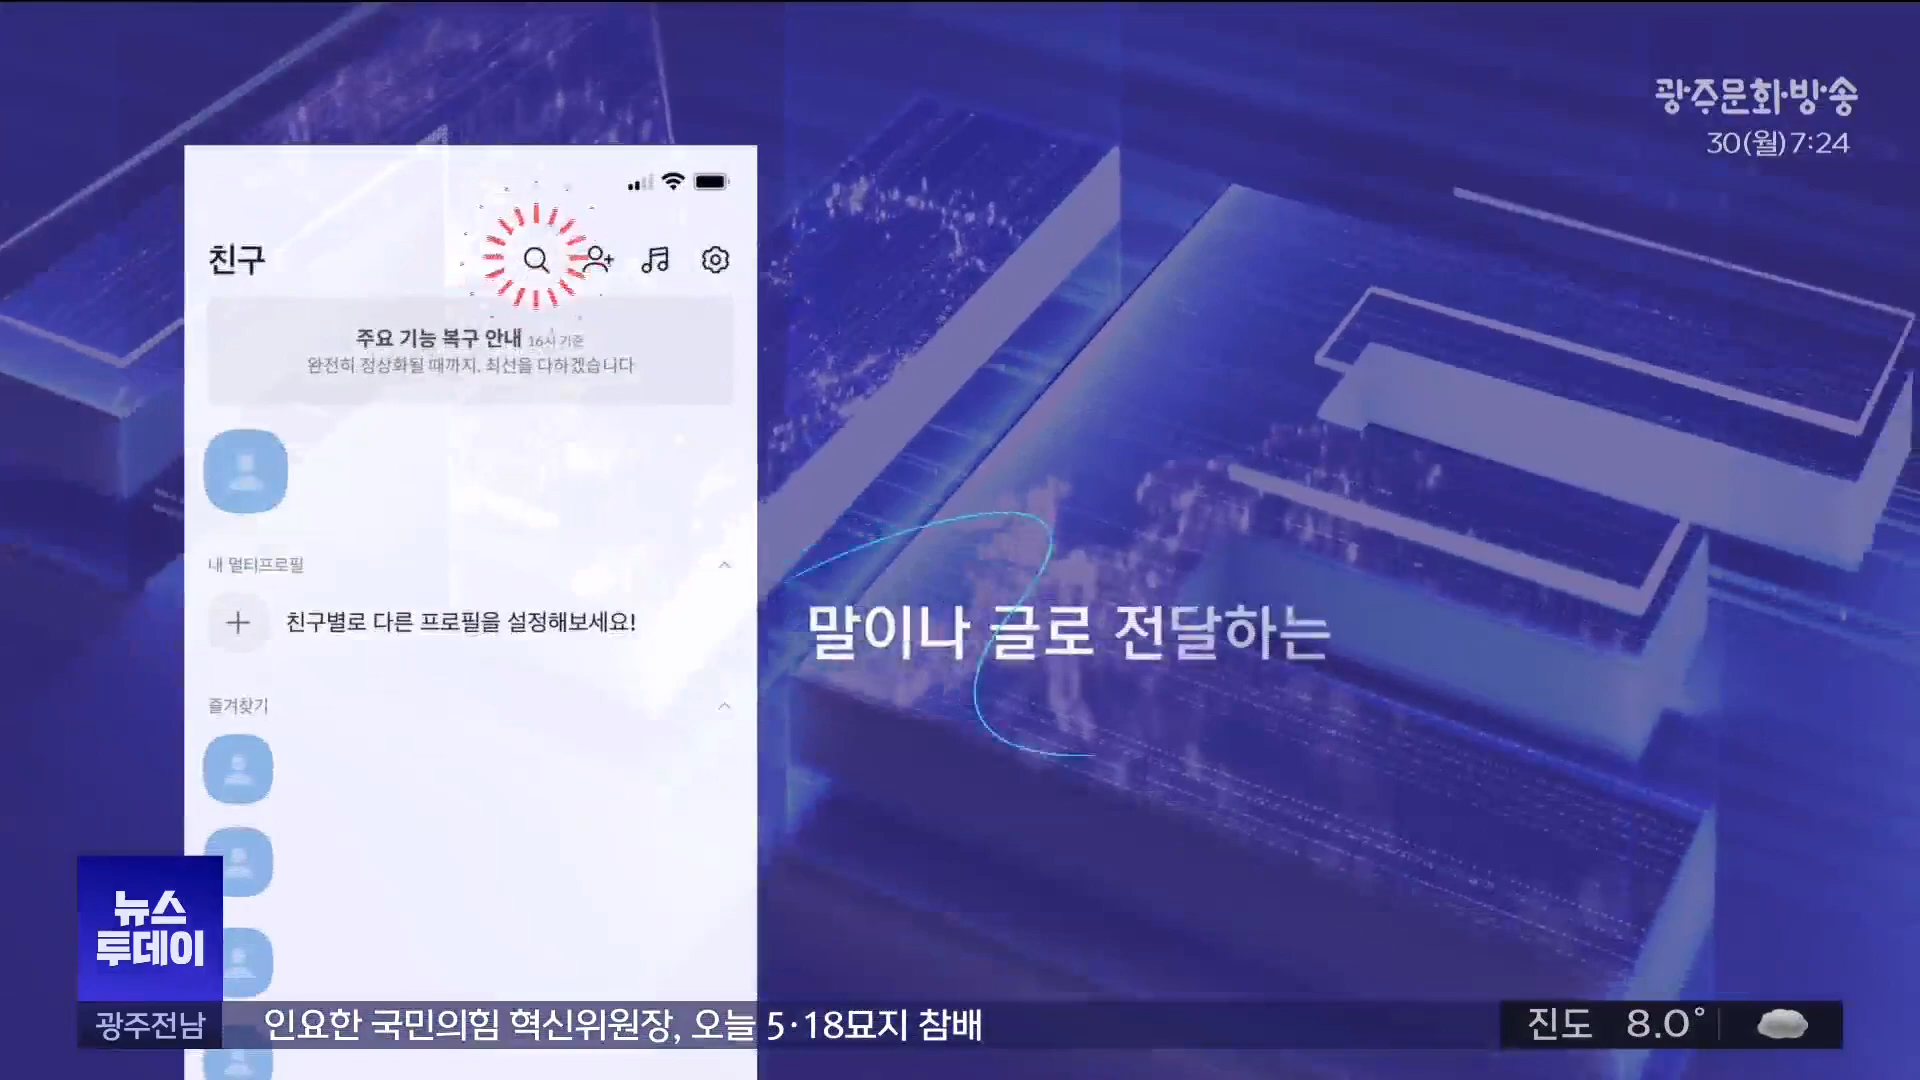 광주문화방송
30(월) 7:24
친구
주요 기능 복구 안내 16시 기준
완전히 정상화될 때까지, 최선을 다하겠습니다
내 멀티프로필
친구별로 다른 프로필을 설정해보세요!
즐겨찾기
말이나 글로 전달하는
뉴스
투데이
광주전남
인요한 국민의힘 혁신위원장, 오늘 5·18묘지 참배
진도 8.0°